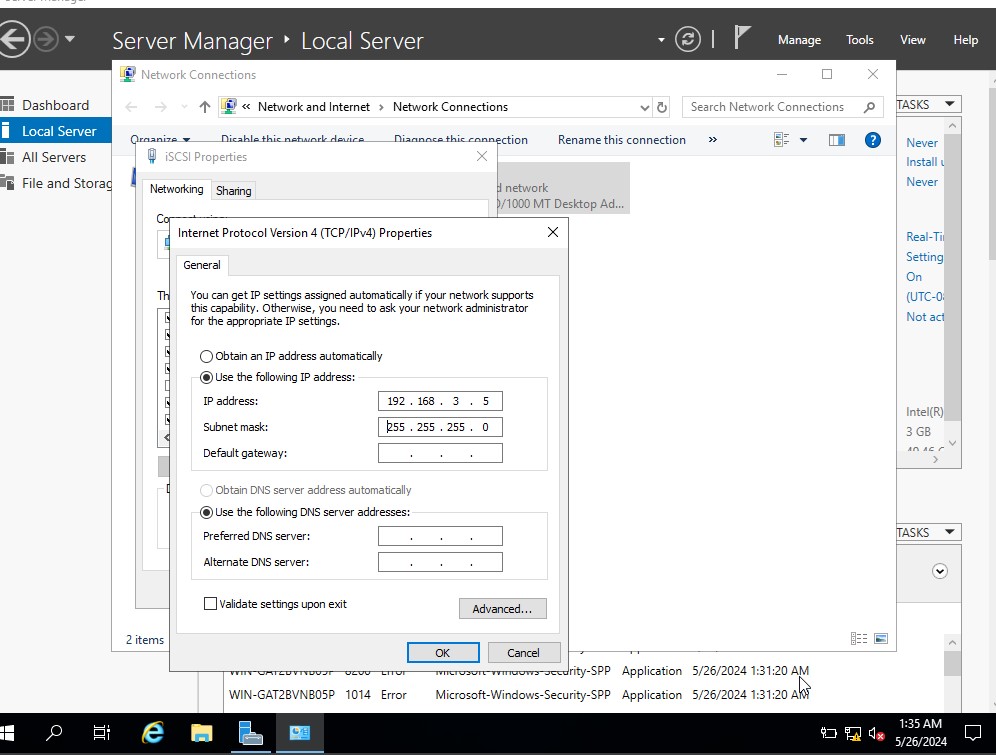 Server Manager
Server Manager ‣ Local Server
Manage Tools View Help
Dashboard
Local Server
All Servers
File and Storag
Network Connections
« Network and Internet › Network Connections
Search Network Connections
Organize Disable this network device Diagnose this connection Rename this connection »
TASKS
iSCSI Properties
Networking Sharing
d network
0/1000 MT Desktop Ad...
Internet Protocol Version 4 (TCP/IPv4) Properties
General
You can get IP settings assigned automatically if your network supports
this capability. Otherwise, you need to ask your network administrator
for the appropriate IP settings.
Obtain an IP address automatically
Use the following IP address:
IP address: 192 . 168 . 3 . 5
Subnet mask: 255 . 255 . 255 . 0
Default gateway: . . .
Obtain DNS server address automatically
Use the following DNS server addresses:
Preferred DNS server: . . .
Alternate DNS server: . . .
Validate settings upon exit
Advanced...
OK Cancel
Never
Install u
Never
Real-Ti
Setting
On
(UTC-0
Not act
Intel(R)
3 GB
TASKS
2 items
WIN-GAT2BVNB05P 8200 Error Microsoft-Windows-Security-SPP Application 5/26/2024 1:31:20 AM
WIN-GAT2BVNB05P 1014 Error Microsoft-Windows-Security-SPP Application 5/26/2024 1:31:20 AM
1:35 AM
5/26/2024